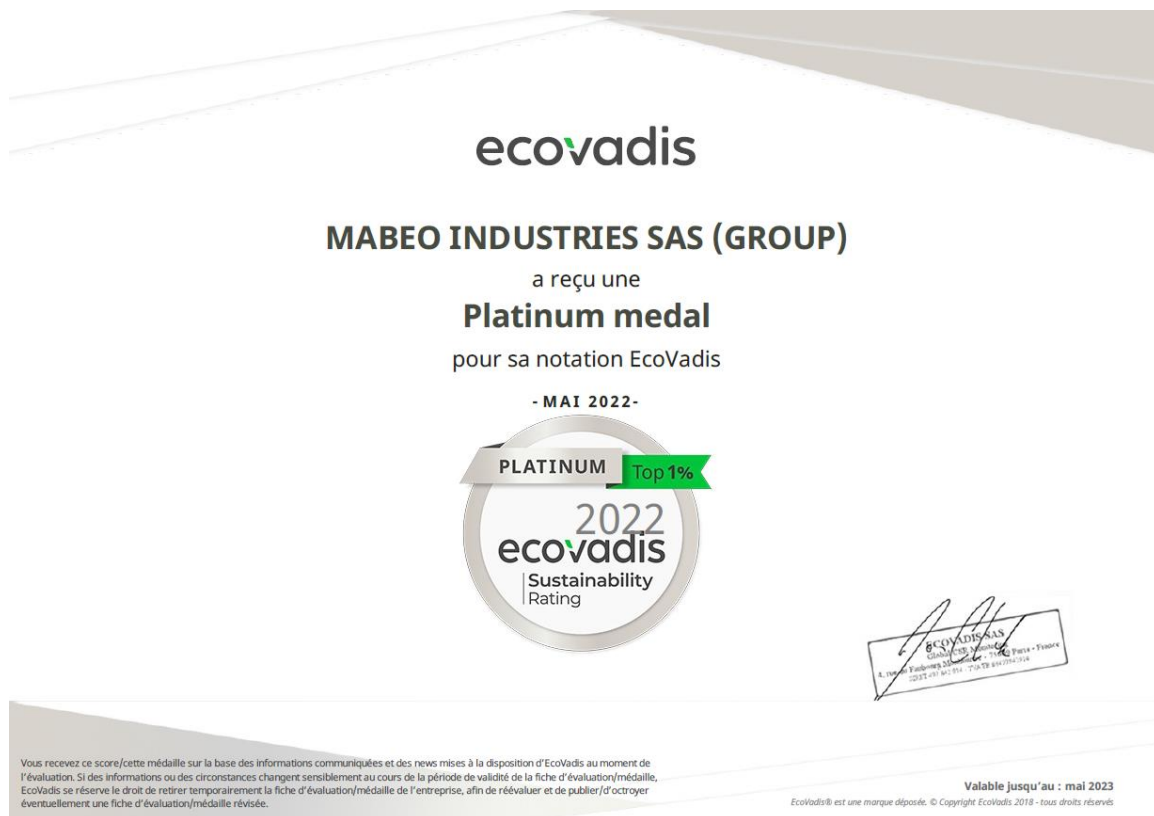 ecovadis
MABEO INDUSTRIES SAS (GROUP)
a reçu une
Platinum medal
pour sa notation EcoVadis
- MAI 2022-
PLATINUM
Top 1%
2022
ecovadis
Sustainability
Rating
ECOVADIS SAS
Paris - France
Vous recevez ce score/cette médaille sur la base des informations communiquées et des news mises à la disposition d'EcoVadis au moment de
l'évaluation. Si des informations ou des circonstances changent sensiblement au cours de la période de validité de la fiche d'évaluation/médaille,
EcoVadis se réserve le droit de retirer temporairement la fiche d'évaluation/médaille de l'entreprise, afin de réévaluer et de publier/d'octroyer
éventuellement une fiche d'évaluation/médaille révisée.
Valable jusqu'au : mai 2023
EcoVadis® est une marque déposée. © Copyright EcoVadis 2018 - tous droits réservés